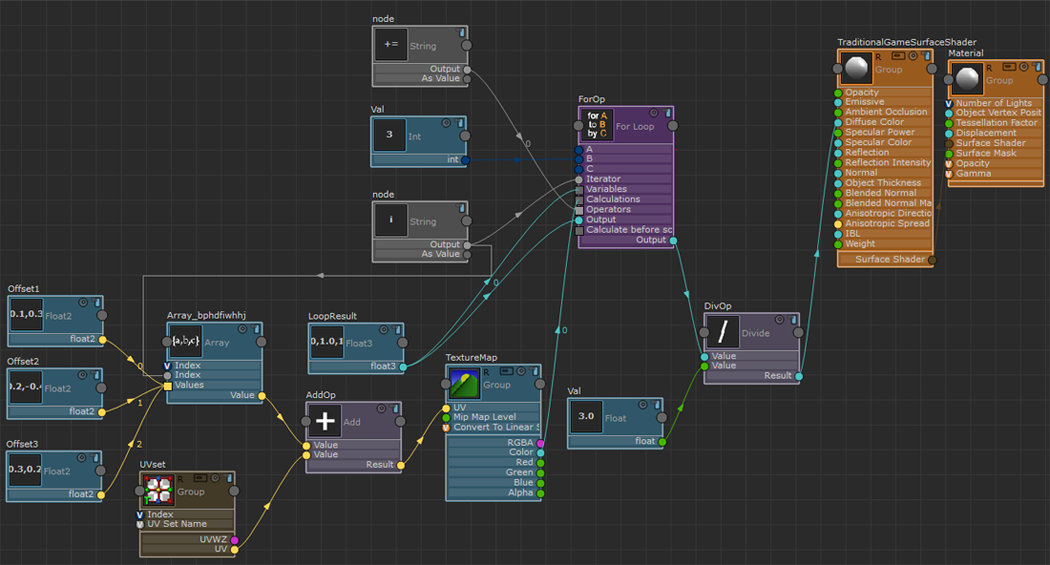 node
+=
String
Output
As Value
Val
3
Int
int
node
i
String
Output
As Value
ForOp
for A
to B
by C
For Loop
A
B
C
Iterator
Variables
Calculations
Operators
Output
Calculate before sc
Output
0
0
0
TraditionalGameSurfaceShader
R
Group
Opacity
Emissive
Ambient Occlusion
Diffuse Color
Specular Power
Specular Color
Reflection
Reflection Intensity
Normal
Object Thickness
Blended Normal
Blended Normal Ma
Anisotropic Directio
Anisotropic Spread
IBL
Weight
Surface Shader
Material
R
Group
V Number of Lights
Object Vertex Posit
Tessellation Factor
Displacement
Surface Shader
Surface Mask
V Opacity
V Gamma
Offset1
0.1,0.3
Float2
float2
Offset2
0.2,-0.4
Float2
float2
Offset3
0.3,0.2
Float2
float2
0
1
2
Array_bphdfiwhhj
{a,b,c}
Array
V Index
Index
Values
Value
LoopResult
0,1,0,1
Float3
float3
AddOp
+
Add
Value
Value
Result
UVset
R
Group
V Index
V UV Set Name
UVWZ
UV
TextureMap
R
Group
UV
Mip Map Level
V Convert To Linear S
RGBA
Color
Red
Green
Blue
Alpha
Val
3.0
Float
float
DivOp
/
Divide
Value
Value
Result